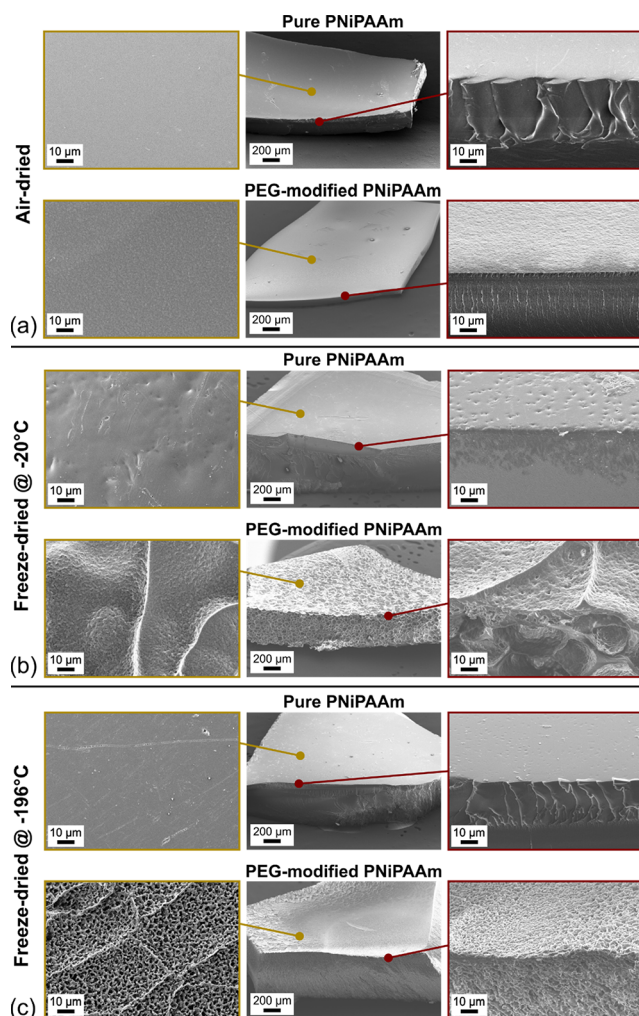 Pure PNiPAAm
10 µm
200 µm
10 µm
PEG-modified PNiPAAm
10 µm
200 µm
10 µm
Air-dried
(a)
Pure PNiPAAm
10 µm
200 µm
10 µm
PEG-modified PNiPAAm
10 µm
200 µm
10 µm
Freeze-dried @ -20°C
(b)
Pure PNiPAAm
10 µm
200 µm
10 µm
PEG-modified PNiPAAm
10 µm
200 µm
10 µm
Freeze-dried @ -196°C
(c)